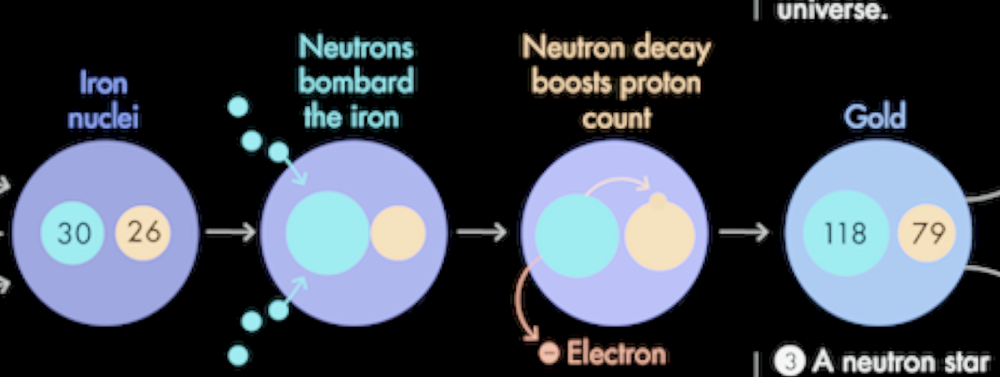 universe.
Iron
nuclei
Neutrons
bombard
the iron
Neutron decay
boosts proton
count
Gold
30 26
118 79
Electron
3 A neutron star